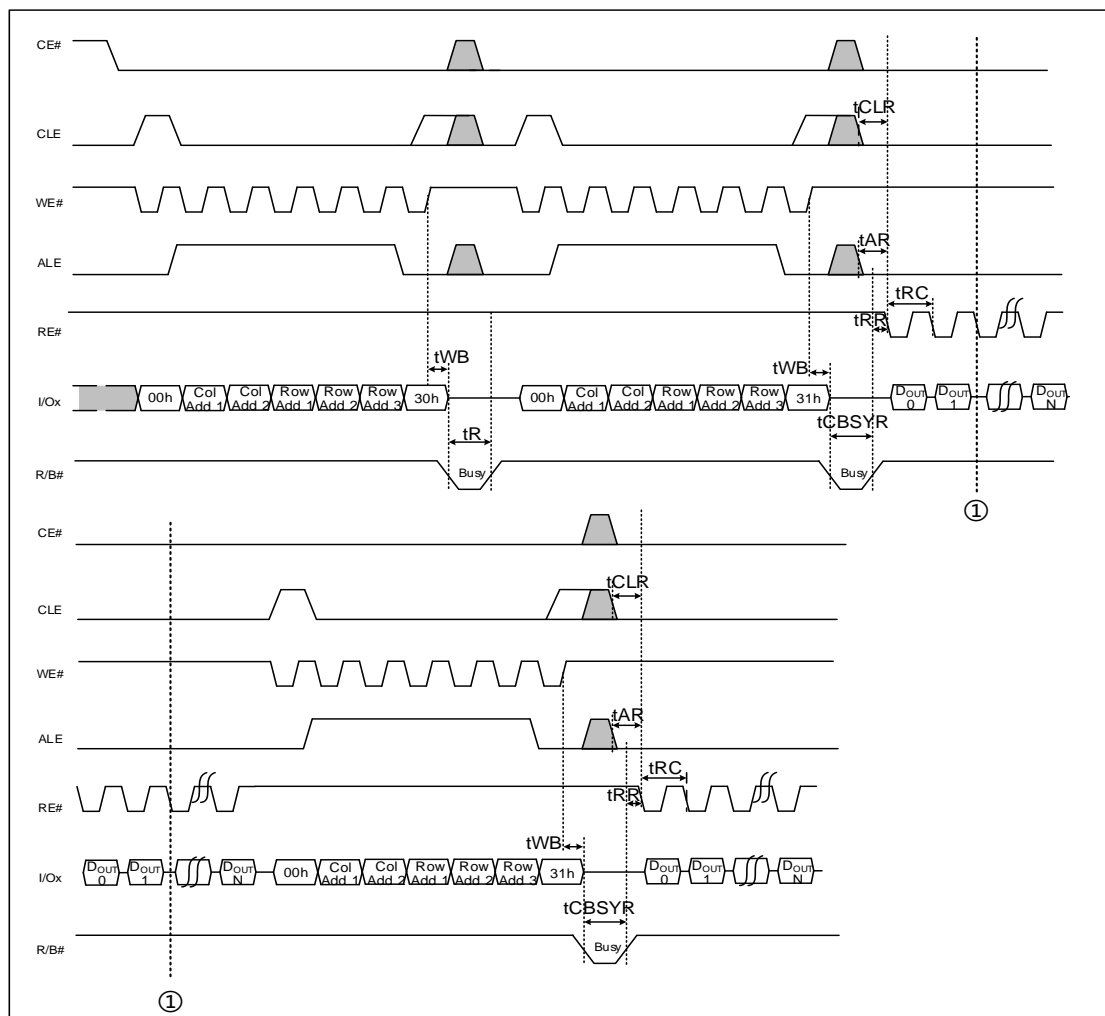 CE#
tCLR
CLE
WE#
tAR
ALE
tRC
RE#
tRR
tWB
tWB
I/Ox 00h Col Add 1 Col Add 2 Row Add 1 Row Add 2 Row Add 3 30h 00h Col Add 1 Col Add 2 Row Add 1 Row Add 2 Row Add 3 31h DOUT 0 DOUT 1 DOUT N
tR
tCBSYR
R/B# Busy Busy
①
CE#
tCLR
CLE
WE#
tAR
ALE
tRC
RE#
tRR
tWB
I/Ox DOUT 0 DOUT 1 DOUT N 00h Col Add 1 Col Add 2 Row Add 1 Row Add 2 Row Add 3 31h DOUT 0 DOUT 1 DOUT N
tCBSYR
R/B# Busy
①